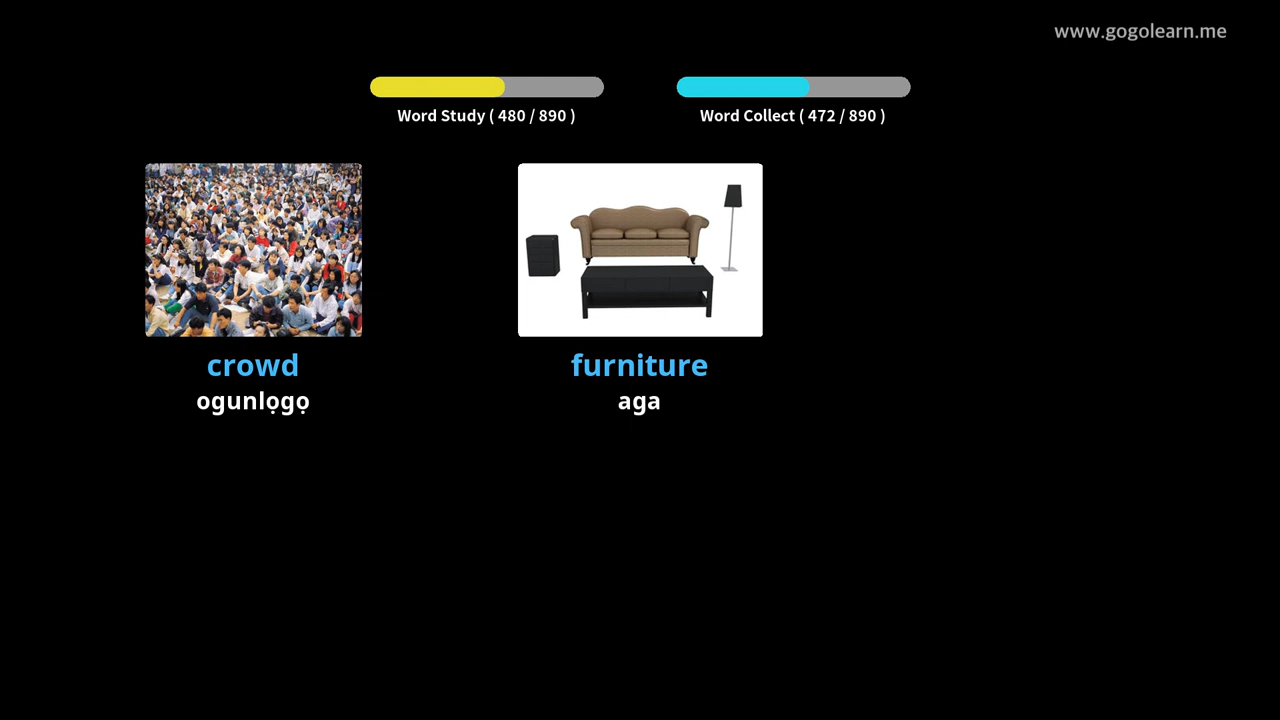 www.gogolearn.me
Word Study ( 480 / 890 )
Word Collect ( 472 / 890 )
crowd
ogunlọgọ
furniture
aga